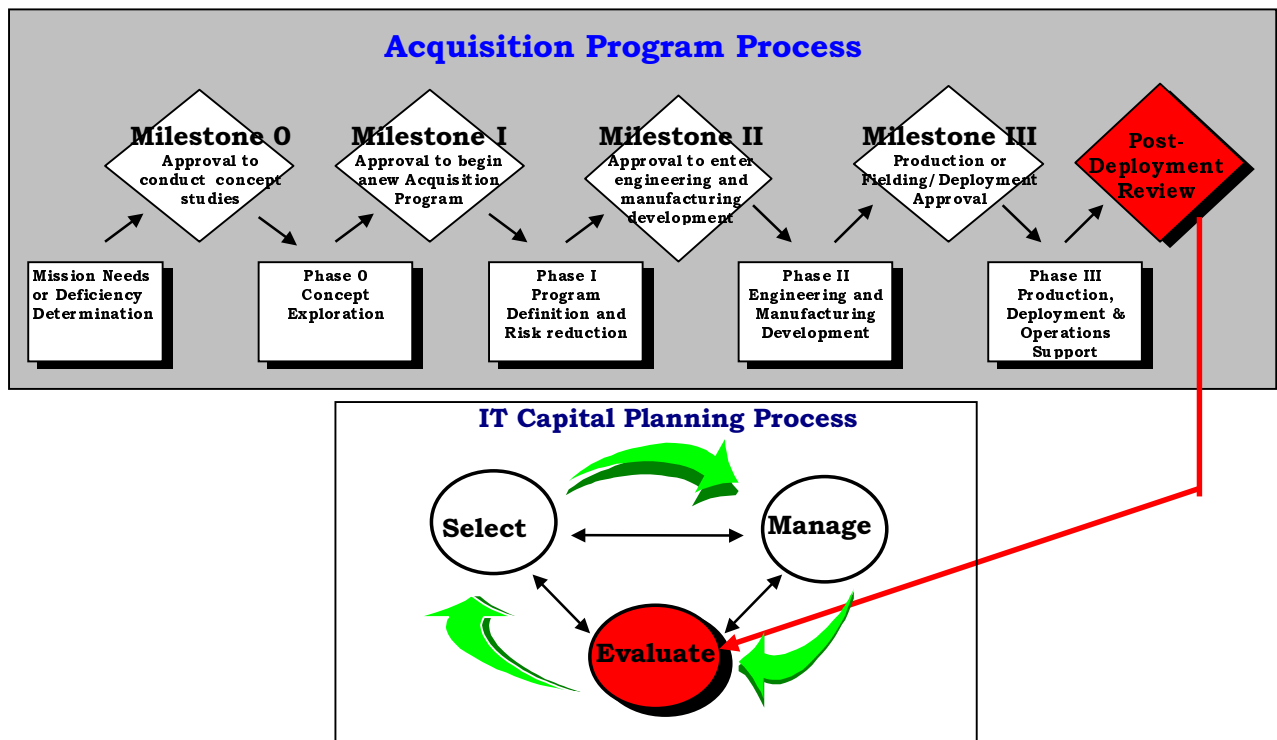 Acquisition Program Process
Milestone 0
Approval to
conduct concept
studies
Milestone I
Approval to begin
anew Acquisition
Program
Milestone II
Approval to enter
engineering and
manufacturing
development
Milestone III
Production or
Fielding/Deployment
Approval
Post-
Deployment
Review
Mission Needs
or Deficiency
Determination
Phase 0
Concept
Exploration
Phase I
Program
Definition and
Risk reduction
Phase II
Engineering and
Manufacturing
Development
Phase III
Production,
Deployment &
Operations
Support
IT Capital Planning Process
Select
Manage
Evaluate